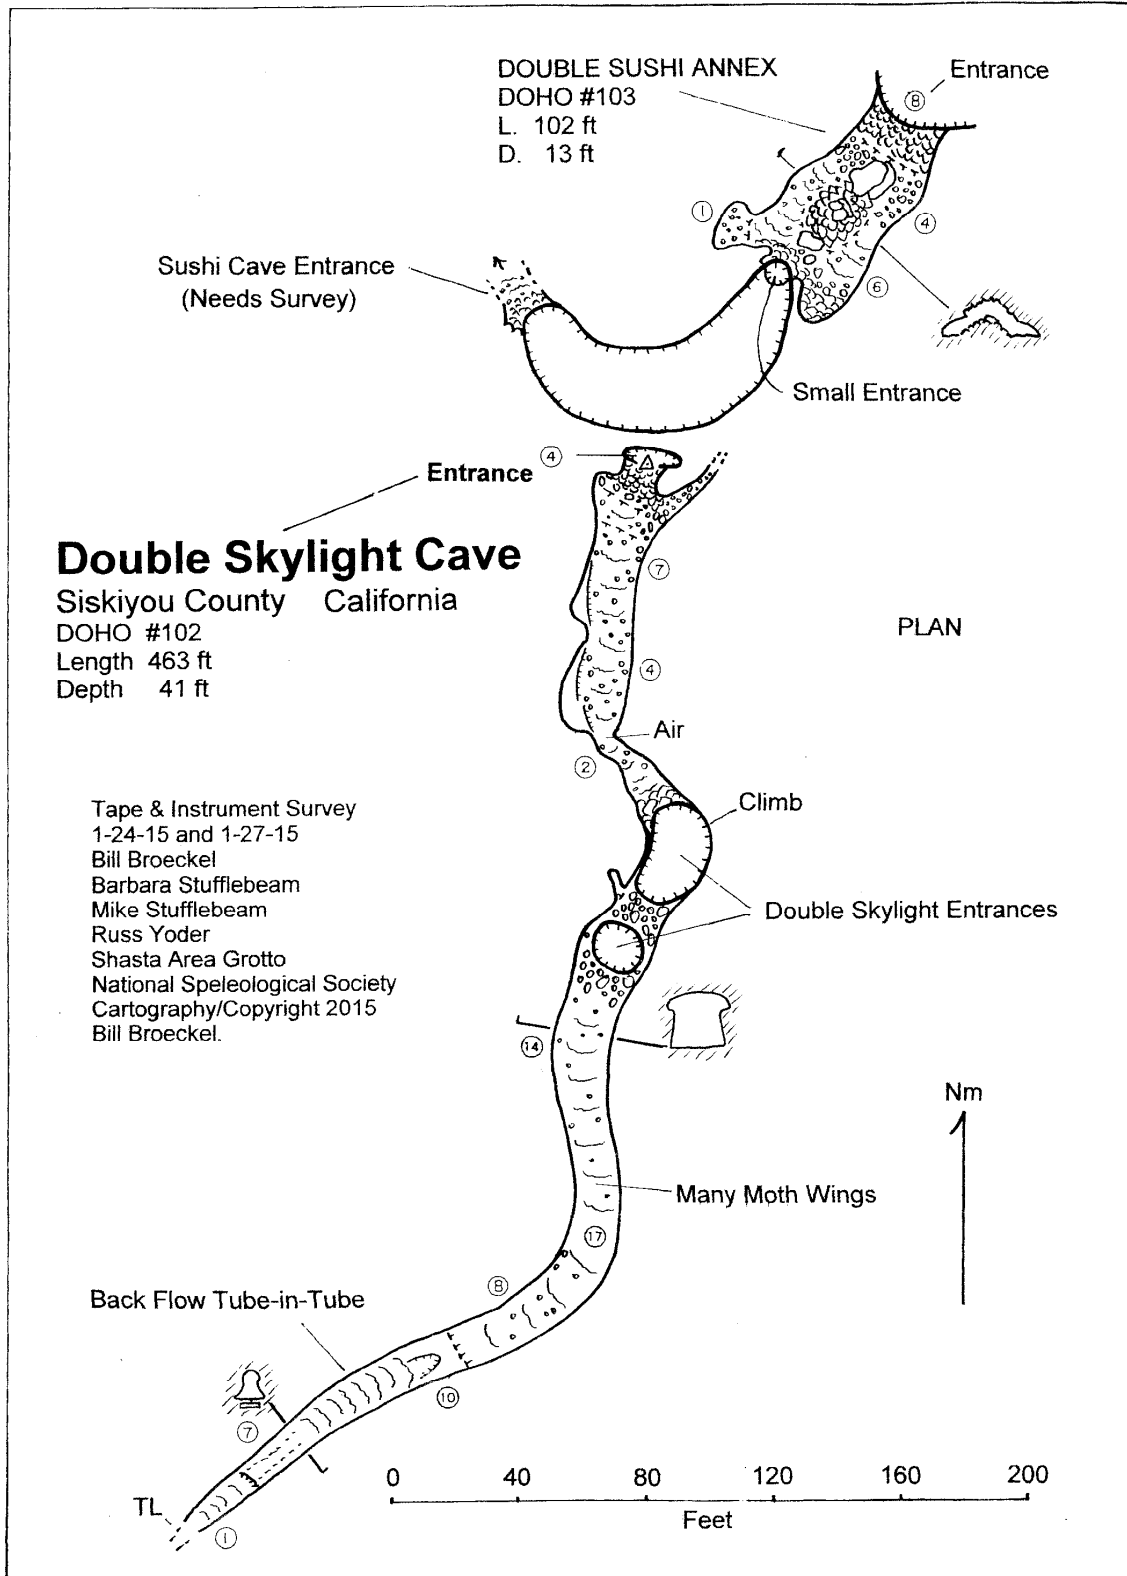 DOUBLE SUSHI ANNEX
DOHO #103
L. 102 ft
D. 13 ft
Entrance
8
1
4
6
Sushi Cave Entrance
(Needs Survey)
Small Entrance
4
Entrance
Double Skylight Cave
Siskiyou County California
DOHO #102
Length 463 ft
Depth 41 ft
7
PLAN
4
Air
2
Climb
Tape & Instrument Survey
1-24-15 and 1-27-15
Bill Broeckel
Barbara Stufflebeam
Mike Stufflebeam
Russ Yoder
Shasta Area Grotto
National Speleological Society
Cartography/Copyright 2015
Bill Broeckel.
Double Skylight Entrances
14
Nm
Many Moth Wings
17
8
Back Flow Tube-in-Tube
10
7
TL
1
0 40 80 120 160 200
Feet